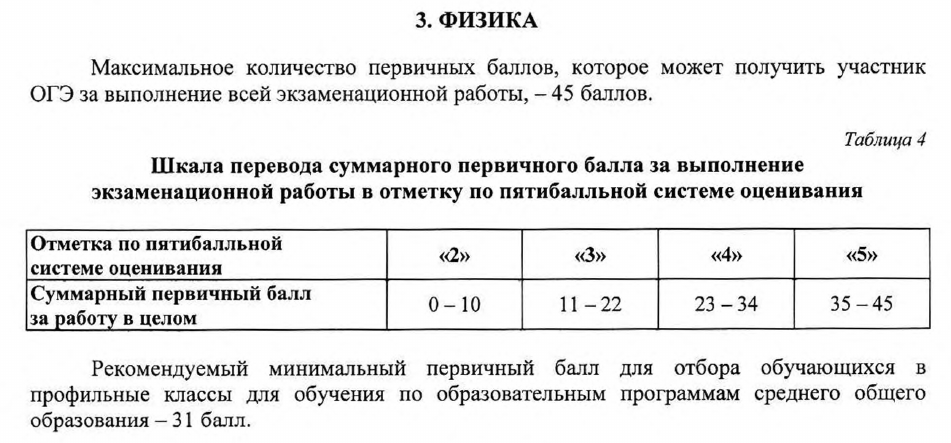 3. ФИЗИКА
Максимальное количество первичных баллов, которое может получить участник
ОГЭ за выполнение всей экзаменационной работы, – 45 баллов.
Таблица 4
Шкала перевода суммарного первичного балла за выполнение
экзаменационной работы в отметку по пятибалльной системе оценивания
Отметка по пятибалльной
системе оценивания
«2»
«3»
«4»
«5»
Суммарный первичный балл
за работу в целом
0 – 10
11 – 22
23 – 34
35 – 45
Рекомендуемый минимальный первичный балл для отбора обучающихся в
профильные классы для обучения по образовательным программам среднего общего
образования – 31 балл.